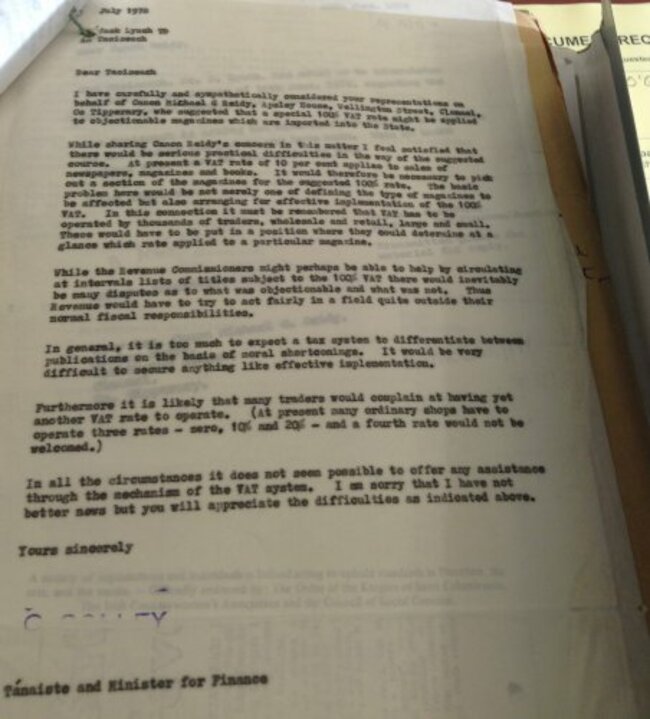 July 1978
Jack Lynch TD
An Taoiseach
CUME
REC
Dear Taoiseach
I have carefully and sympathetically considered your representations on
behalf of Canon Michael G Reidy, Apsley House, Wellington Street, Clonmel,
Co Tipperary, who suggested that a special 100% VAT rate might be applied
to objectionable magazines which are imported into the State.
While sharing Canon Reidy's concern in this matter I feel satisfied that
there would be serious practical difficulties in the way of the suggested
course. At present a VAT rate of 10 per cent applies to sales of
newspapers, magazines and books. It would therefore be necessary to pick
out a section of the magazines for the suggested 100% rate. The basic
problem here would be not merely one of defining the type of magazines to
be affected but also arranging for effective implementation of the 100%
VAT. In this connection it must be remembered that VAT has to be
operated by thousands of traders, wholesale and retail, large and small.
These would have to be put in a position where they could determine at a
glance which rate applied to a particular magazine.
While the Revenue Commissioners might perhaps be able to help by circulating
at intervals lists of titles subject to the 100% VAT there would inevitably
be many disputes as to what was objectionable and what was not. Thus
Revenue would have to try to act fairly in a field quite outside their
normal fiscal responsibilities.
In general, it is too much to expect a tax system to differentiate between
publications on the basis of moral shortcomings. It would be very
difficult to secure anything like effective implementation.
Furthermore it is likely that many traders would complain at having yet
another VAT rate to operate. (At present many ordinary shops have to
operate three rates - zero, 10% and 20% - and a fourth rate would not be
welcomed.)
In all the circumstances it does not seem possible to offer any assistance
through the mechanism of the VAT system. I am sorry that I have not
better news but you will appreciate the difficulties as indicated above.
Yours sincerely
Tánaiste and Minister for Finance